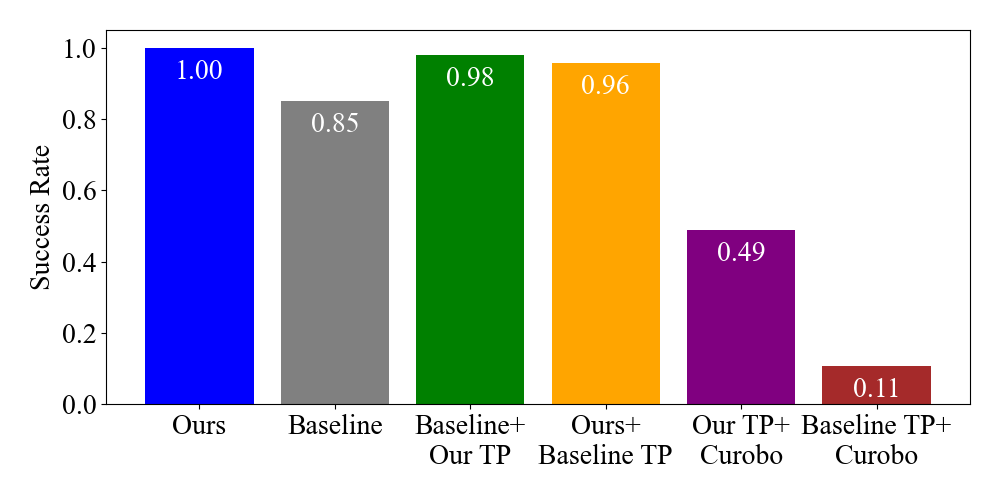 Success Rate
1.0
0.8
0.6
0.4
0.2
0.0
1.00
0.85
0.98
0.96
0.49
0.11
Ours
Baseline
Baseline+
Our TP
Ours+
Baseline TP
Our TP+
Curobo
Baseline TP+
Curobo